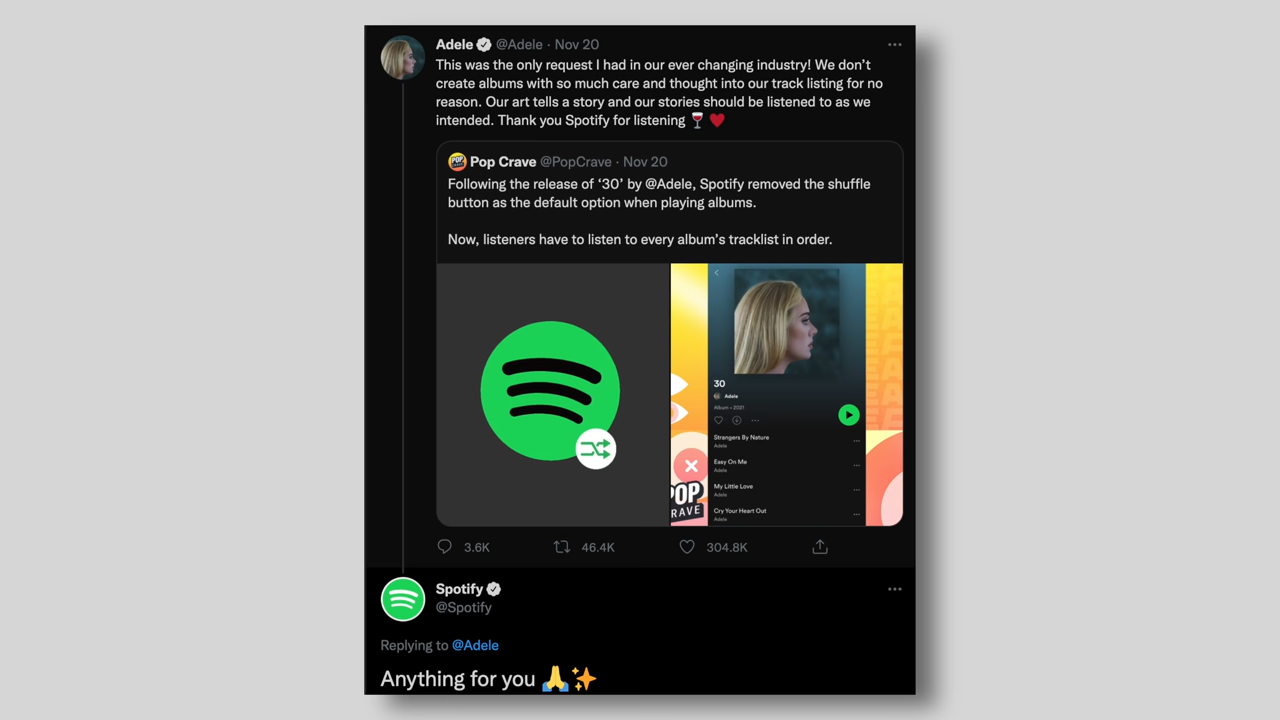 Adele @Adele · Nov 20
This was the only request I had in our ever changing industry! We don't
create albums with so much care and thought into our track listing for no
reason. Our art tells a story and our stories should be listened to as we
intended. Thank you Spotify for listening 🍷♥️
POP CRAVE Pop Crave @PopCrave · Nov 20
Following the release of ‘30’ by @Adele, Spotify removed the shuffle
button as the default option when playing albums.
Now, listeners have to listen to every album's tracklist in order.
30
Adele
Album • 2021
Strangers By Nature
Adele
Easy On Me
Adele
My Little Love
Adele
Cry Your Heart Out
Adele
POP
RAVE
3.6K 46.4K 304.8K
Spotify
@Spotify
Replying to @Adele
Anything for you 🙏✨